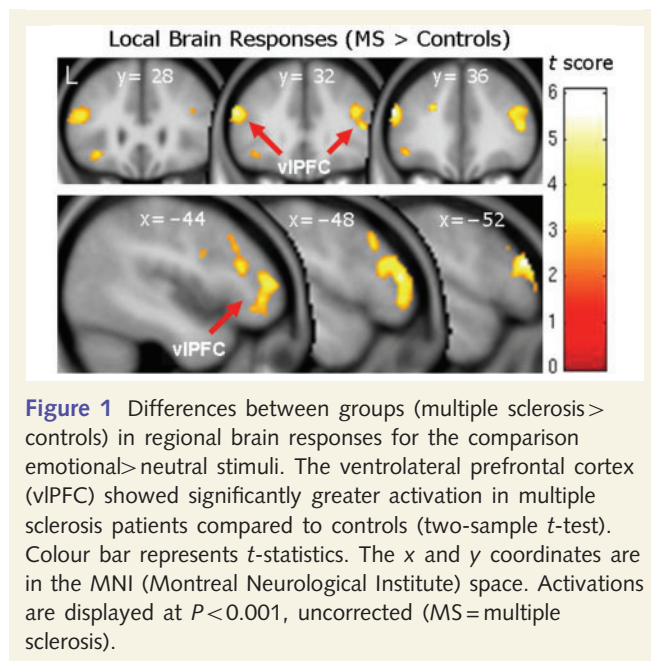 Local Brain Responses (MS > Controls)
t score
L
y= 28
y= 32
y= 36
6
5
4
3
2
1
0
vlPFC
x=-44
x=-48
x=-52
vlPFC
Figure 1 Differences between groups (multiple sclerosis>
controls) in regional brain responses for the comparison
emotional>neutral stimuli. The ventrolateral prefrontal cortex
(vlPFC) showed significantly greater activation in multiple
sclerosis patients compared to controls (two-sample t-test).
Colour bar represents t-statistics. The x and y coordinates are
in the MNI (Montreal Neurological Institute) space. Activations
are displayed at P<0.001, uncorrected (MS=multiple
sclerosis).